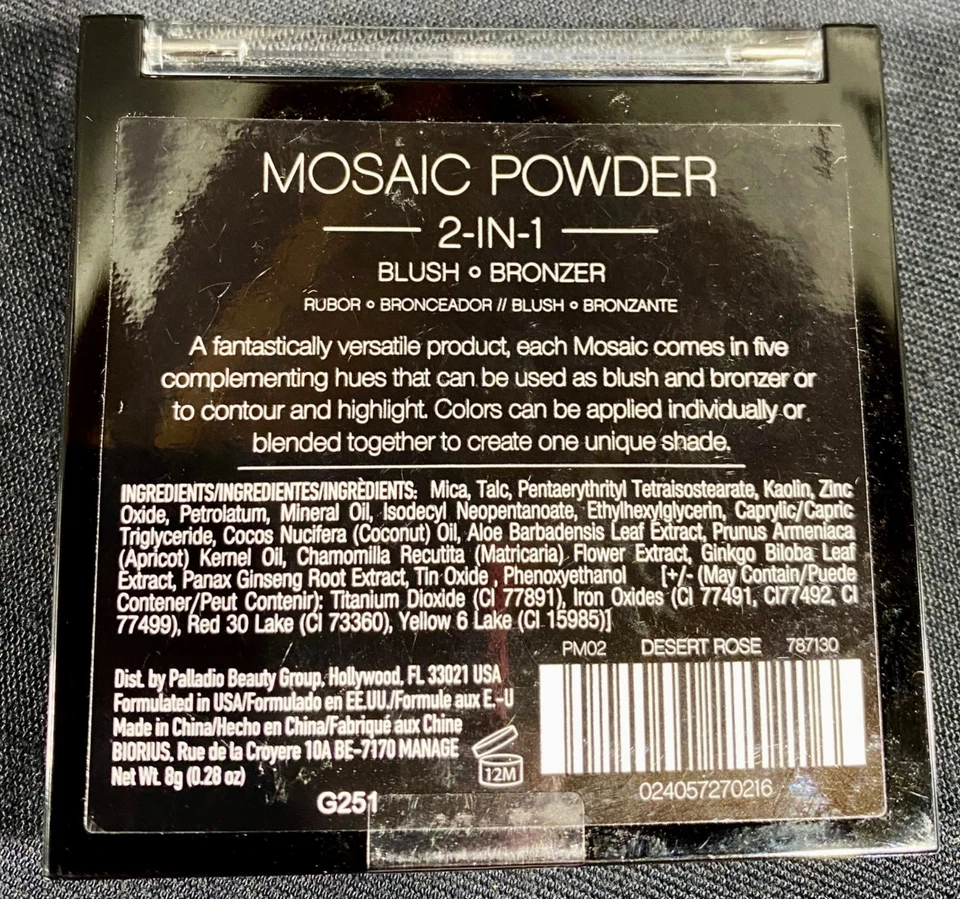 MOSAIC POWDER
2-IN-1
BLUSH ∘ BRONZER
RUBOR ∘ BRONCEADOR // BLUSH ∘ BRONZANTE
A fantastically versatile product, each Mosaic comes in five
complementing hues that can be used as blush and bronzer or
to contour and highlight. Colors can be applied individually or
blended together to create one unique shade.
INGREDIENTS/INGREDIENTES/INGRÈDIENTS: Mica, Talc, Pentaerythrityl Tetraisostearate, Kaolin, Zinc
Oxide, Petrolatum, Mineral Oil, Isodecyl Neopentanoate, Ethylhexylglycerin, Caprylic/Capric
Triglyceride, Cocos Nucifera (Coconut) Oil, Aloe Barbadensis Leaf Extract, Prunus Armeniaca
(Apricot) Kernel Oil, Chamomilla Recutita (Matricaria) Flower Extract, Ginkgo Biloba Leaf
Extract, Panax Ginseng Root Extract, Tin Oxide , Phenoxyethanol [+/- (May Contain/Puede
Contener/Peut Contenir): Titanium Dioxide (CI 77891), Iron Oxides (CI 77491, CI77492, CI
77499), Red 30 Lake (CI 73360), Yellow 6 Lake (CI 15985)]
PM02 DESERT ROSE 787130
Dist. by Palladio Beauty Group, Hollywood, FL 33021 USA
Formulated in USA/Formulado en EE.UU./Formule aux E.-U
Made in China/Hecho en China/Fabriqué aux Chine
BIORIUS, Rue de la Croyere 10A BE-7170 MANAGE
Net Wt. 8g (0.28 oz)
12M
024057270216
G251